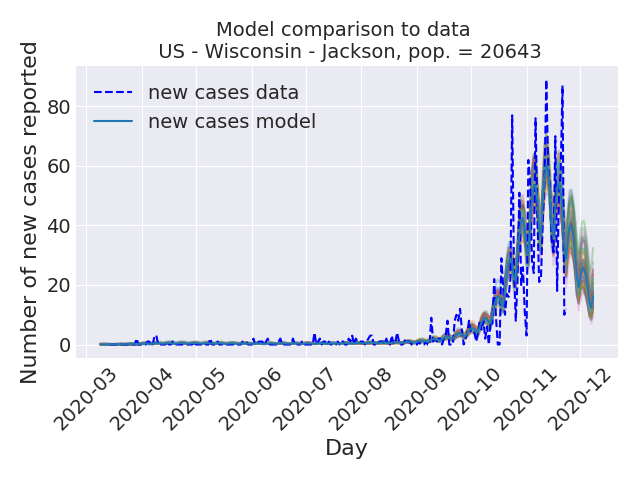 Model comparison to data
US - Wisconsin - Jackson, pop. = 20643
Number of new cases reported
80
60
40
20
0
new cases data
new cases model
2020-03
2020-04
2020-05
2020-06
2020-07
2020-08
2020-09
2020-10
2020-11
2020-12
Day